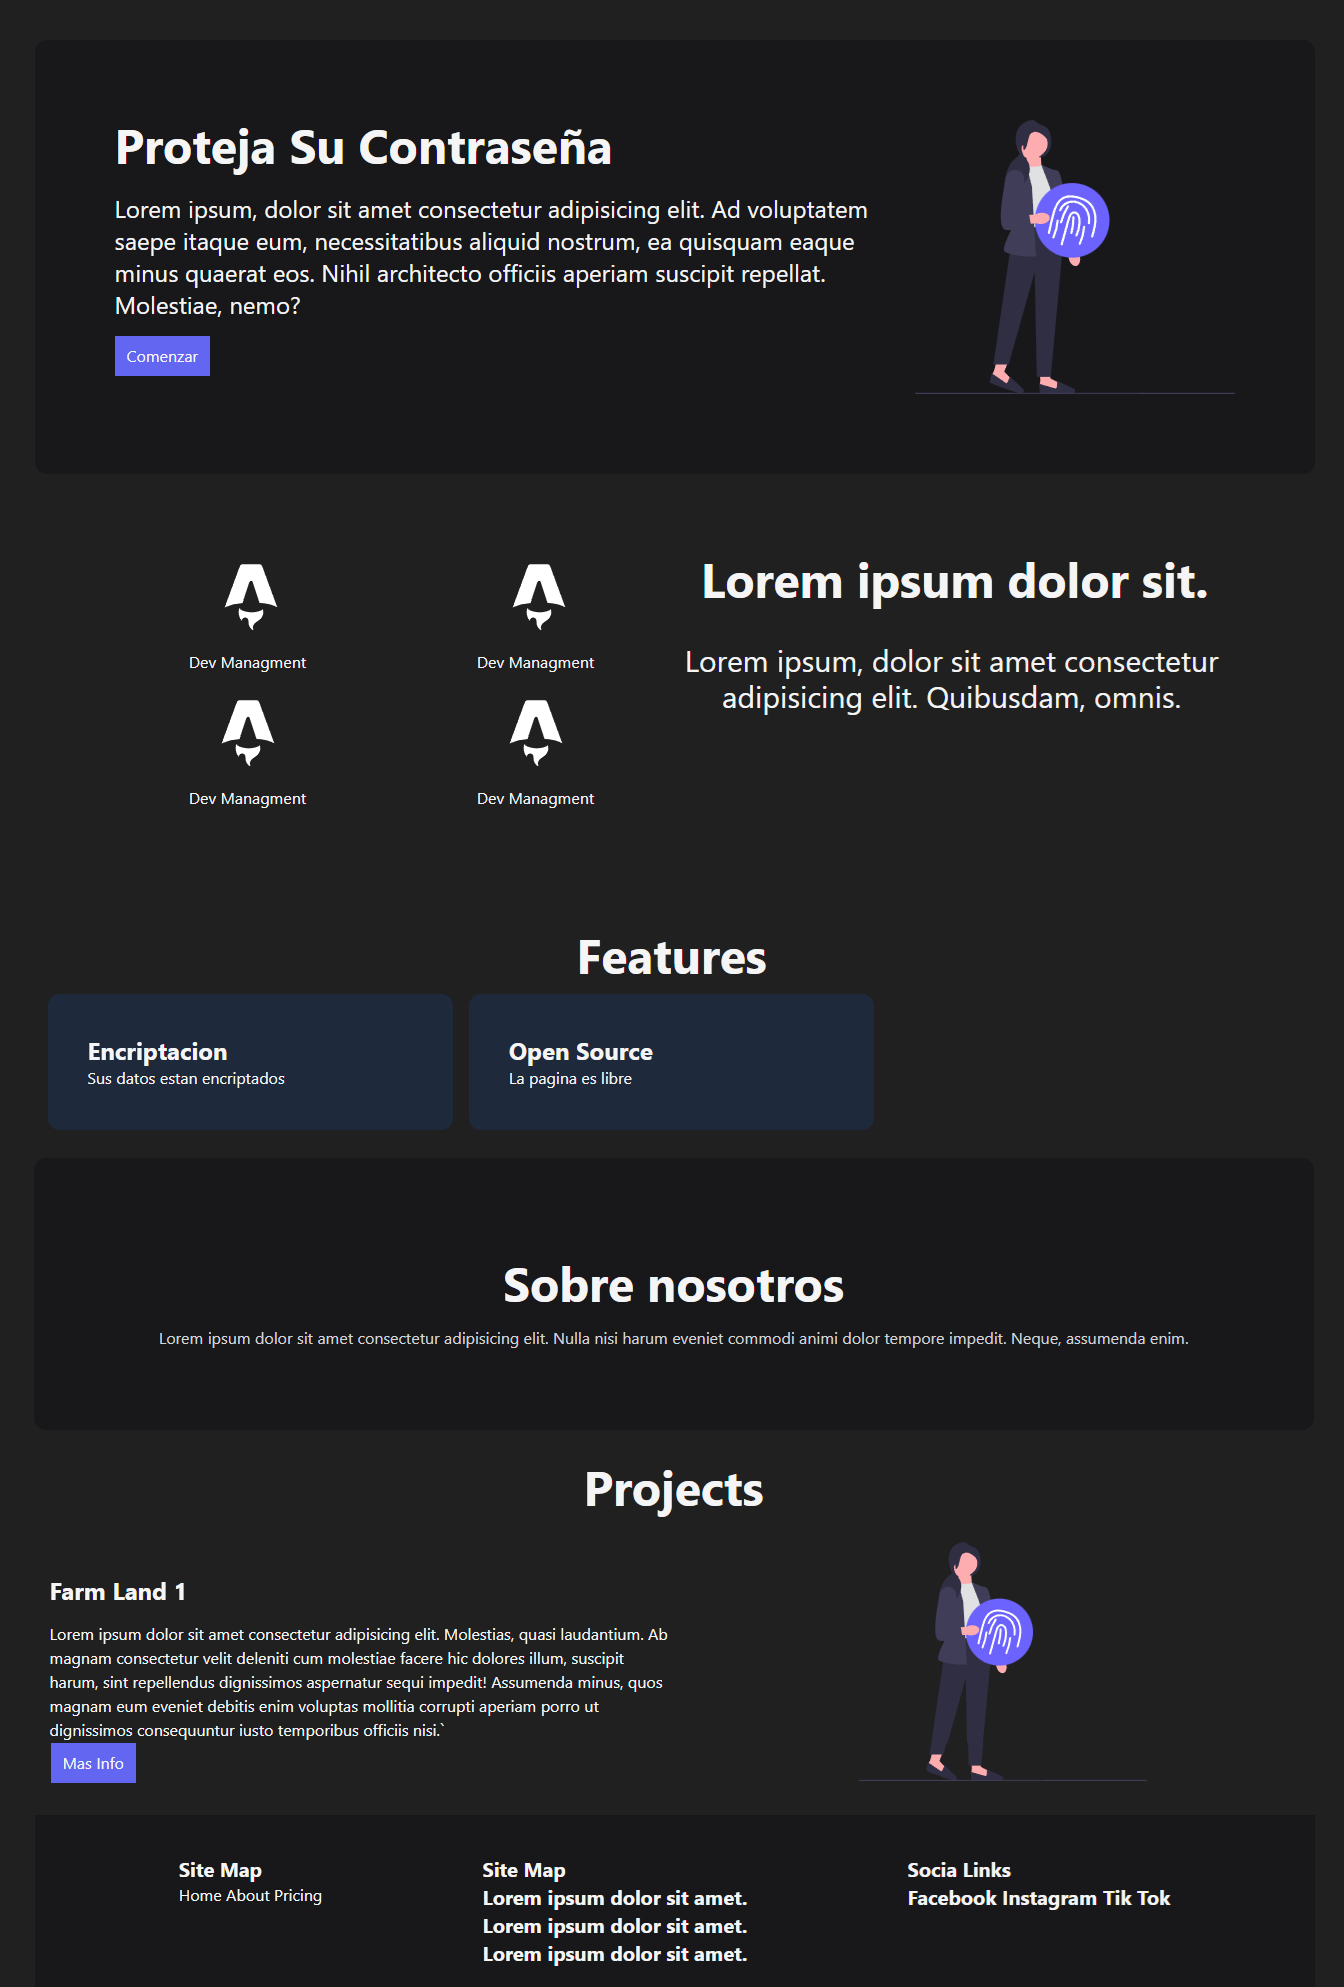 Proteja Su Contraseña
Lorem ipsum, dolor sit amet consectetur adipisicing elit. Ad voluptatem
saepe itaque eum, necessitatibus aliquid nostrum, ea quisquam eaque
minus quaerat eos. Nihil architecto officiis aperiam suscipit repellat.
Molestiae, nemo?
Comenzar
Dev Managment
Dev Managment
Dev Managment
Dev Managment
Lorem ipsum dolor sit.
Lorem ipsum, dolor sit amet consectetur
adipisicing elit. Quibusdam, omnis.
Features
Encriptacion
Sus datos estan encriptados
Open Source
La pagina es libre
Sobre nosotros
Lorem ipsum dolor sit amet consectetur adipisicing elit. Nulla nisi harum eveniet commodi animi dolor tempore impedit. Neque, assumenda enim.
Projects
Farm Land 1
Lorem ipsum dolor sit amet consectetur adipisicing elit. Molestias, quasi laudantium. Ab
magnam consectetur velit deleniti cum molestiae facere hic dolores illum, suscipit
harum, sint repellendus dignissimos aspernatur sequi impedit! Assumenda minus, quos
magnam eum eveniet debitis enim voluptas mollitia corrupti aperiam porro ut
dignissimos consequuntur iusto temporibus officiis nisi.`
Mas Info
Site Map
Home About Pricing
Site Map
Lorem ipsum dolor sit amet.
Lorem ipsum dolor sit amet.
Lorem ipsum dolor sit amet.
Socia Links
Facebook Instagram Tik Tok